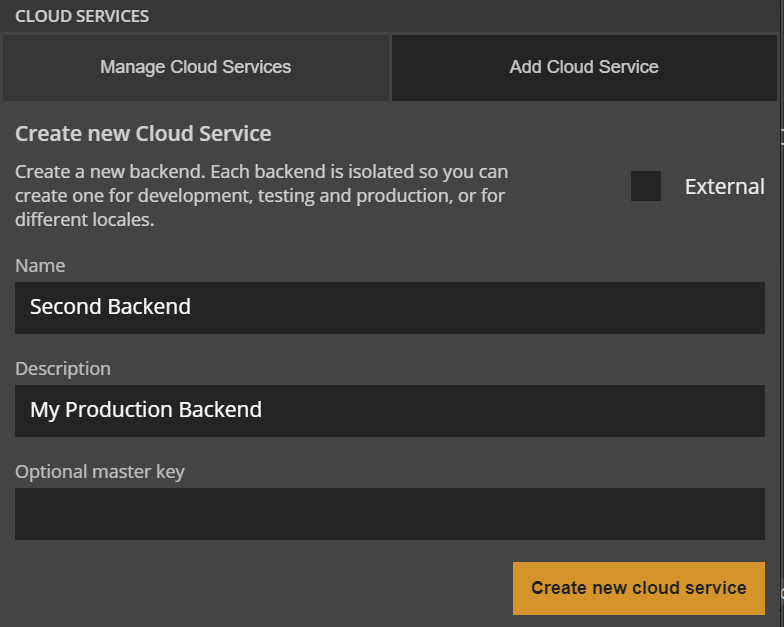 CLOUD SERVICES
Manage Cloud Services
Add Cloud Service
Create new Cloud Service
Create a new backend. Each backend is isolated so you can
create one for development, testing and production, or for
different locales.
External
Name
Second Backend
Description
My Production Backend
Optional master key
Create new cloud service